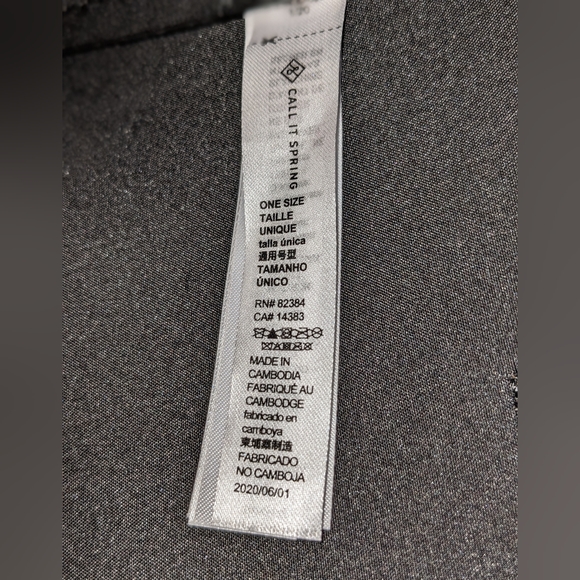 CALL IT SPRING
ONE SIZE
TAILLE
UNIQUE
talla única
通用号型
TAMANHO
ÚNICO
RN# 82384
CA# 14383
MADE IN
CAMBODIA
FABRIQUÉ AU
CAMBODGE
fabricado en
camboya
柬埔寨制造
FABRICADO
NO CAMBOJA
2020/06/01